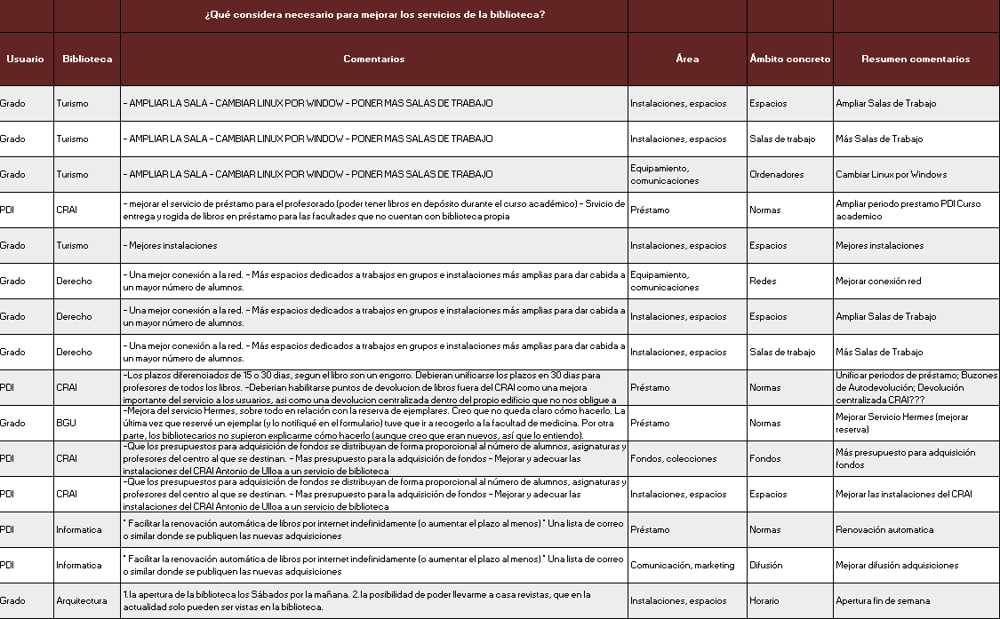 ¿Qué considera necesario para mejorar los servicios de la biblioteca?
Usuario Biblioteca Comentarios Área Ámbito concreto Resumen comentarios
Grado Turismo - AMPLIAR LA SALA - CAMBIAR LINUX POR WINDOW - PONER MAS SALAS DE TRABAJO Instalaciones, espacios Espacios Ampliar Salas de Trabajo
Grado Turismo - AMPLIAR LA SALA - CAMBIAR LINUX POR WINDOW - PONER MAS SALAS DE TRABAJO Instalaciones, espacios Salas de trabajo Más Salas de Trabajo
Grado Turismo - AMPLIAR LA SALA - CAMBIAR LINUX POR WINDOW - PONER MAS SALAS DE TRABAJO Equipamiento,
comunicaciones Ordenadores Cambiar Linux por Windows
PDI CRAI - mejorar el servicio de préstamo para el profesorado (poder tener libros en depósito durante el curso académico) - Srvicio de
entrega y rogida de libros en préstamo para las facultades que no cuentan con biblioteca propia Préstamo Normas Ampliar periodo prestamo PDI Curso
academico
Grado Turismo - Mejores instalaciones Instalaciones, espacios Espacios Mejores instalaciones
Grado Derecho - Una mejor conexión a la red. - Más espacios dedicados a trabajos en grupos e instalaciones más amplias para dar cabida a
un mayor número de alumnos. Equipamiento,
comunicaciones Redes Mejorar conexión red
Grado Derecho - Una mejor conexión a la red. - Más espacios dedicados a trabajos en grupos e instalaciones más amplias para dar cabida a
un mayor número de alumnos. Instalaciones, espacios Espacios Ampliar Salas de Trabajo
Grado Derecho - Una mejor conexión a la red. - Más espacios dedicados a trabajos en grupos e instalaciones más amplias para dar cabida a
un mayor número de alumnos. Instalaciones, espacios Salas de trabajo Más Salas de Trabajo
PDI CRAI -Los plazos diferenciados de 15 o 30 dias, segun el libro son un engorro. Debieran unificarse los plazos en 30 dias para
profesores de todos los libros. -Deberian habilitarse puntos de devolucion de libros fuera del CRAI como una mejora
importante del servicio a los usuarios, asi como una devolucion centralizada dentro del propio edificio que no nos obligue a Préstamo Normas Unificar periodos de préstamo; Buzones
de Autodevolución; Devolución
centralizada CRAI???
Grado BGU -Mejora del servicio Hermes, sobre todo en relación con la reserva de ejemplares. Creo que no queda claro cómo hacerlo. La
última vez que reservé un ejemplar (y lo notifiqué en el formulario) tuve que ir a recogerlo a la facultad de medicina. Por otra
parte, los bibliotecarios no supieron explicarme cómo hacerlo (aunque creo que eran nuevos, así que lo entiendo). Préstamo Normas Mejorar Servicio Hermes (mejorar
reserva)
PDI CRAI -Que los presupuestos para adquisición de fondos se distribuyan de forma proporcional al número de alumnos, asignaturas y
profesores del centro al que se destinan. - Mas presupuesto para la adquisición de fondos - Mejorar y adecuar las
instalaciones del CRAI Antonio de Ulloa a un servicio de biblioteca Fondos, colecciones Fondos Más presupuesto para adquisición
fondos
PDI CRAI -Que los presupuestos para adquisición de fondos se distribuyan de forma proporcional al número de alumnos, asignaturas y
profesores del centro al que se destinan. - Mas presupuesto para la adquisición de fondos - Mejorar y adecuar las
instalaciones del CRAI Antonio de Ulloa a un servicio de biblioteca Instalaciones, espacios Espacios Mejorar las instalaciones del CRAI
PDI Informatica * Facilitar la renovación automática de libros por internet indefinidamente (o aumentar el plazo al menos) * Una lista de correo
o similar donde se publiquen las nuevas adquisiciones Préstamo Normas Renovación automatica
PDI Informatica * Facilitar la renovación automática de libros por internet indefinidamente (o aumentar el plazo al menos) * Una lista de correo
o similar donde se publiquen las nuevas adquisiciones Comunicación, marketing Difusión Mejorar difusión adquisiciones
Grado Arquitectura 1.la apertura de la biblioteca los Sábados por la mañana. 2.la posibilidad de poder llevarme a casa revistas, que en la
actualidad solo pueden ser vistas en la biblioteca. Instalaciones, espacios Horario Apertura fin de semana